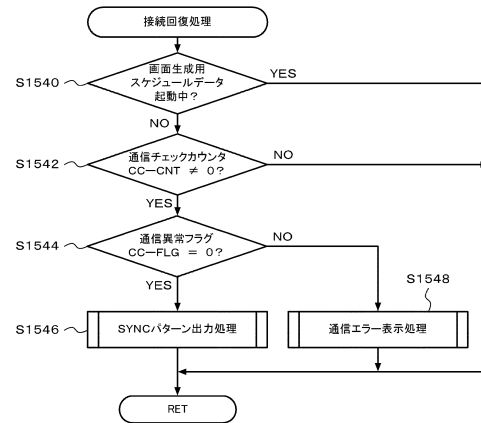 接続回復処理
S1540
画面生成用
スケジュールデータ
起動中?
YES
NO
S1542
通信チェックカウンタ
CC−CNT ≠ 0?
NO
YES
S1544
通信異常フラグ
CC−FLG = 0?
NO
YES
S1548
S1546
SYNCパターン出力処理
通信エラー表示処理
RET